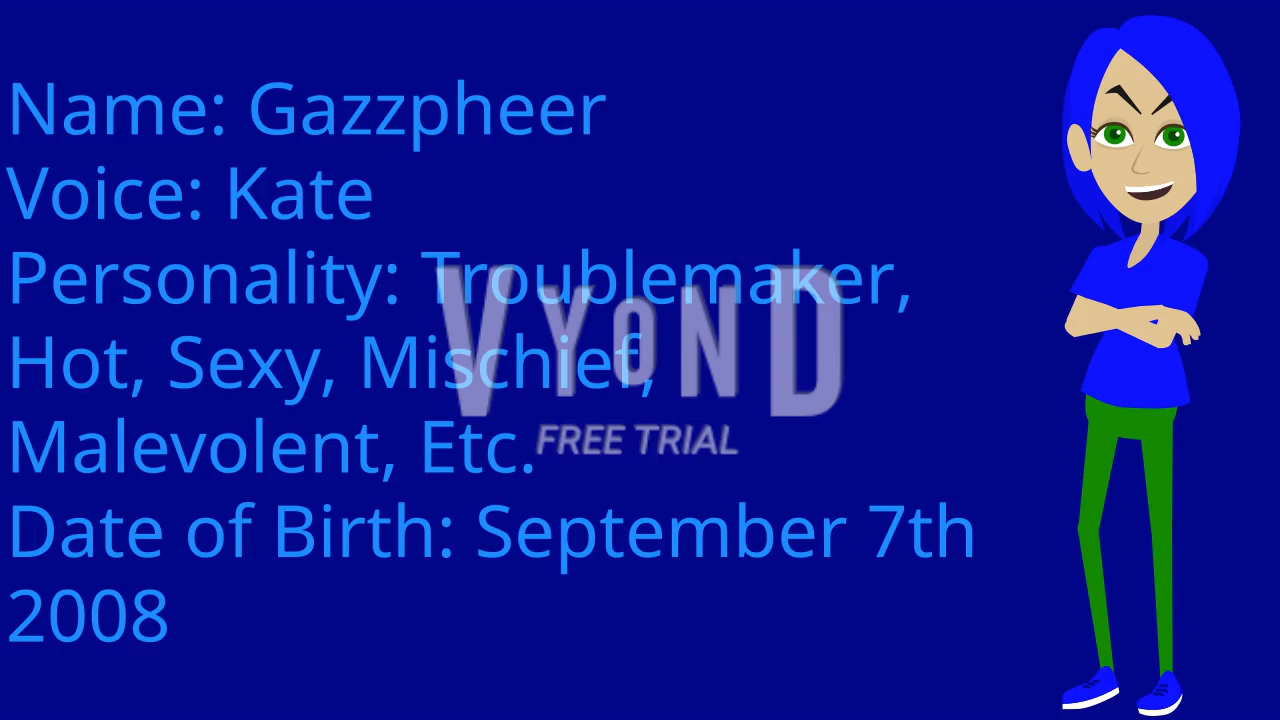 Name: Gazzpheer
Voice: Kate
Personality: Troublemaker,
Hot, Sexy, Mischief,
Malevolent, Etc.
Date of Birth: September 7th
2008
VYOND
FREE TRIAL